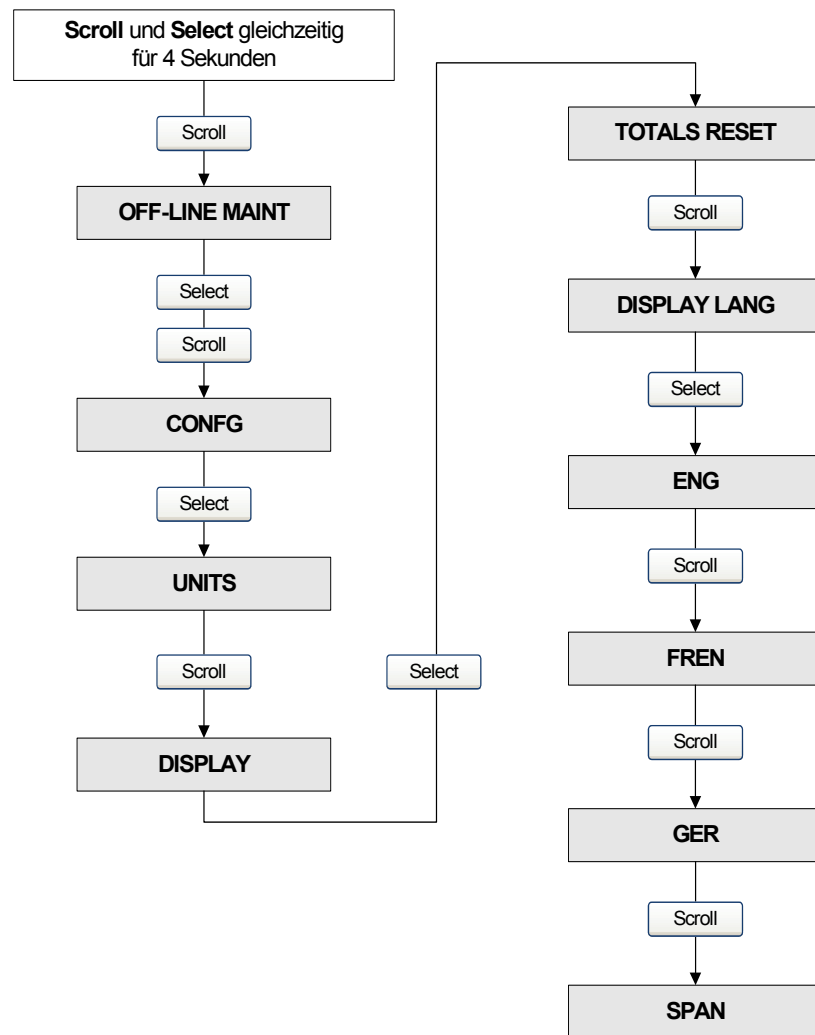 Scroll und Select gleichzeitig
für 4 Sekunden
Scroll
OFF-LINE MAINT
Select
Scroll
CONFG
Select
UNITS
Scroll
DISPLAY
Select
TOTALS RESET
Scroll
DISPLAY LANG
Select
ENG
Scroll
FREN
Scroll
GER
Scroll
SPAN